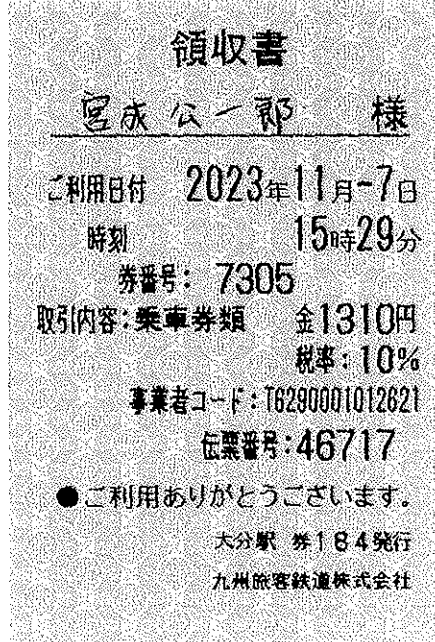 領収書
宮成公一郎 様
ご利用日付 2023年11月-7日
時刻 15時29分
券番号: 7305
取引内容:乗車券類 金1310円
税率:10%
事業者コード:T6290001012621
伝票番号:46717
●ご利用ありがとうございます。
大分駅 券184発行
九州旅客鉄道株式会社